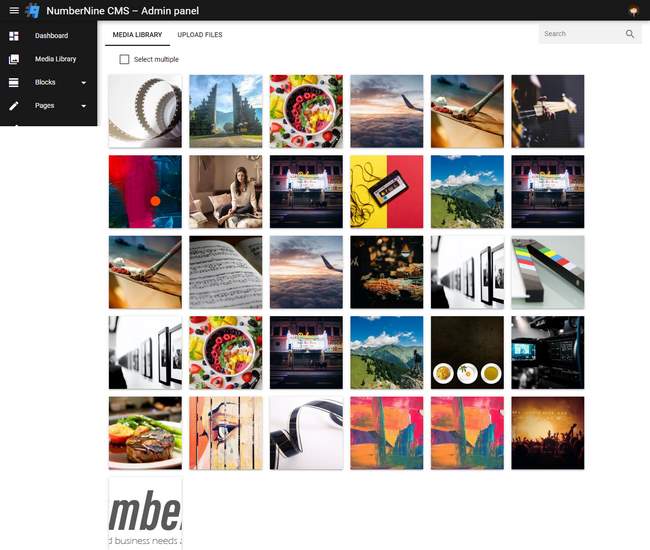 NumberNine CMS – Admin panel
Dashboard
Media Library
Blocks
Pages
MEDIA LIBRARY
UPLOAD FILES
Search
Select multiple
mbe
d business needs